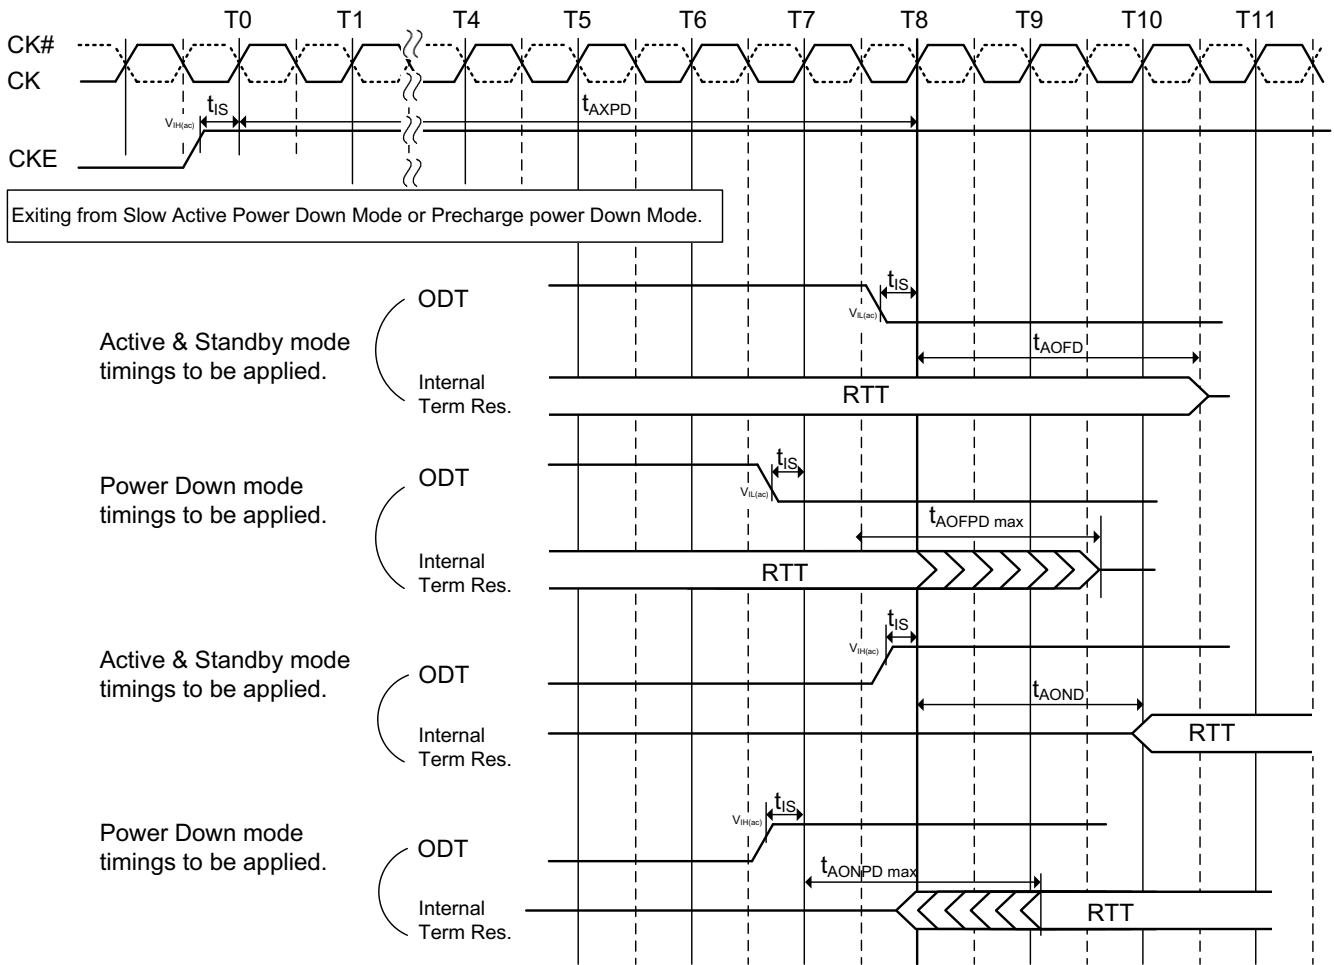 T0 T1 T4 T5 T6 T7 T8 T9 T10 T11
CK#
CK
tIS
tAXPD
VIH(ac)
CKE
Exiting from Slow Active Power Down Mode or Precharge power Down Mode.
tIS
ODT
VIL(ac)
Active & Standby mode
timings to be applied.
tAOFD
Internal
Term Res.
RTT
tIS
ODT
Power Down mode
timings to be applied.
VIL(ac)
tAOFPD max
Internal
Term Res.
RTT
tIS
VIH(ac)
Active & Standby mode
timings to be applied.
ODT
tAOND
Internal
Term Res.
RTT
tIS
VIH(ac)
Power Down mode
timings to be applied.
ODT
tAONPD max
Internal
Term Res.
RTT